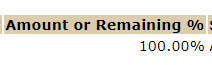 Amount or Remaining %
100.00%